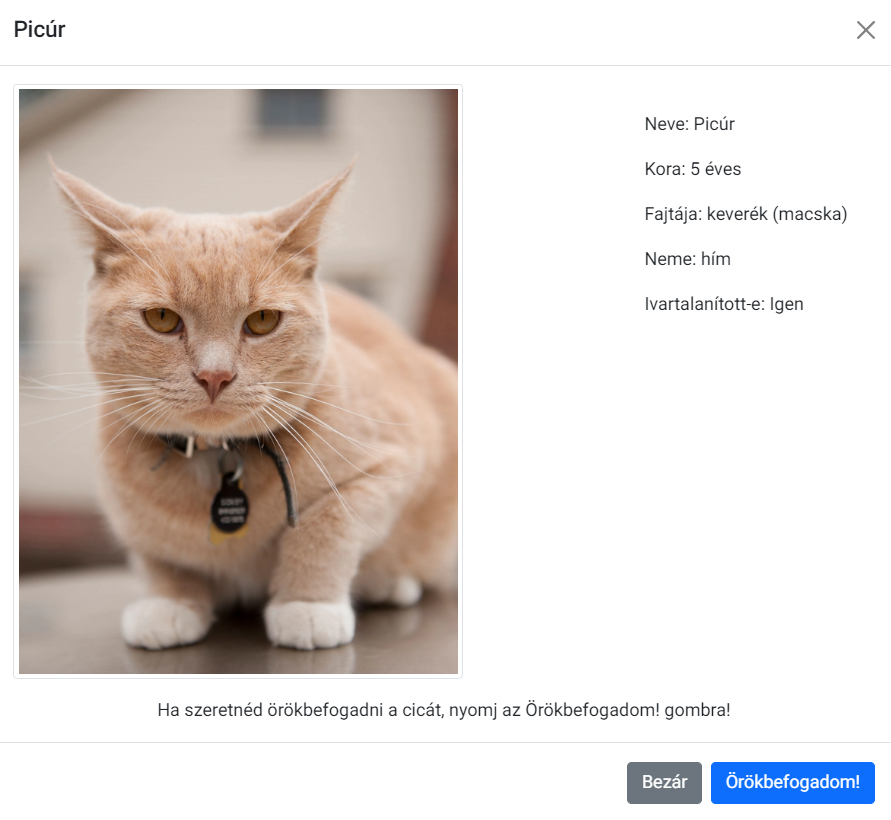 Picúr
Neve: Picúr
Kora: 5 éves
Fajtája: keverék (macska)
Neme: hím
Ivartalanított-e: Igen
Ha szeretnéd örökbefogadni a cicát, nyomj az Örökbefogadom! gombra!
Bezár
Örökbefogadom!